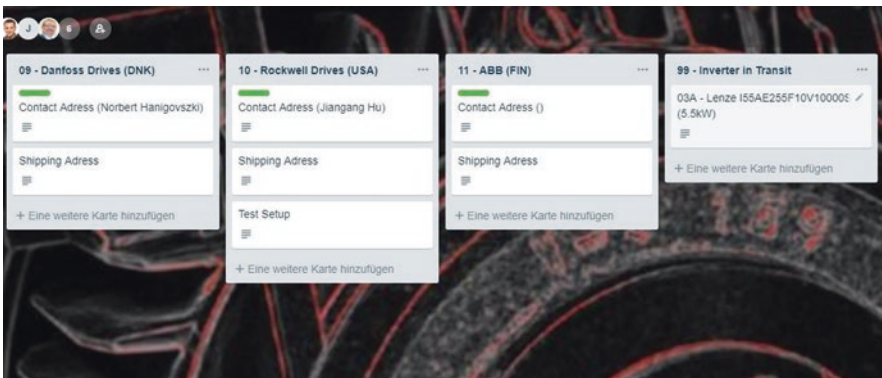 J
6
09 - Danfoss Drives (DNK)
Contact Adress (Norbert Hanigovszki)
Shipping Adress
+ Eine weitere Karte hinzufügen
10 - Rockwell Drives (USA)
Contact Adress (Jiangang Hu)
Shipping Adress
Test Setup
+ Eine weitere Karte hinzufügen
11 - ABB (FIN)
Contact Adress ()
Shipping Adress
+ Eine weitere Karte hinzufügen
99 - Inverter in Transit
03A - Lenze
(5.5kW)
+ Eine weitere Karte hinzufügen